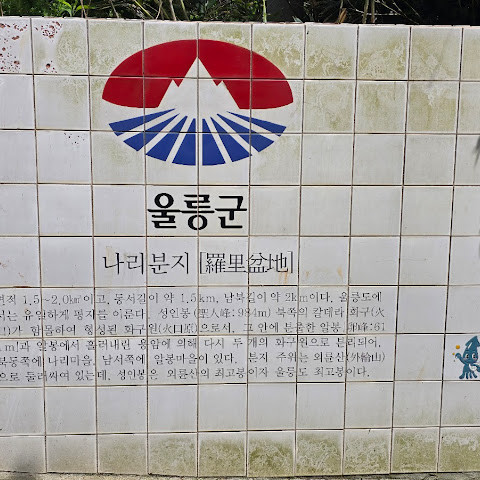 울릉군
나리분지 [羅里盆地]
면적 1.5~2.0㎢이고, 동서길이 약 1.5km, 남북길이 약 2km이다. 울릉도에
서는 유일하게 평지를 이룬다. 성인봉(聖人峰; 984m) 북쪽의 칼데라 화구(火
口)가 함몰하여 형성된 화구원(火口原)으로서, 그 안에 분출한 알봉
m)과 알봉에서 흘러내린 용암에 의해 다시 두 개의 화구원으로 분리되어,
북동쪽에 나리마을, 남서쪽에 알봉마을이 있다. 분지 주위는 외륜산(外輪山)
으로 둘러싸여 있는데, 성인봉은 외륜산의 최고봉이자 울릉도 최고봉이다.